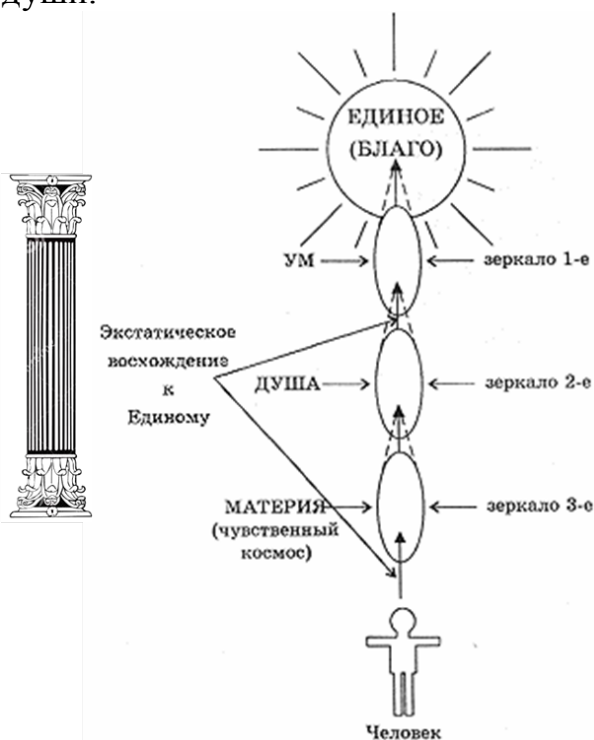 души.
ЕДИНОЕ
(БЛАГО)
УМ
зеркало 1-е
Экстатическое
восхождение
к
Единому
ДУША
зеркало 2-е
МАТЕРИЯ
(чувственный
космос)
зеркало 3-е
Человек